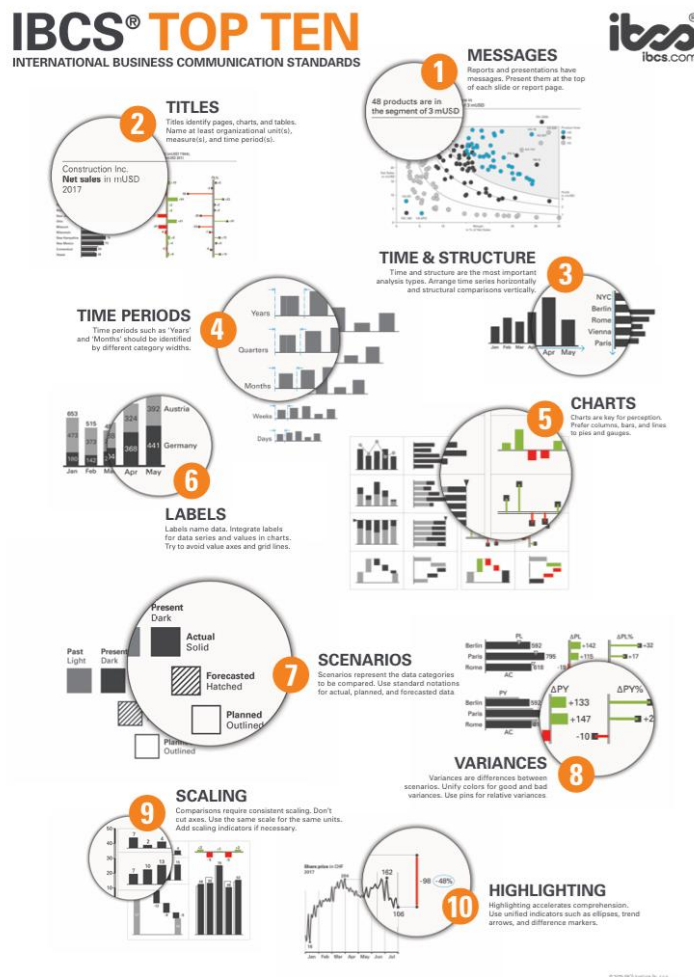 IBCS® TOP TEN
INTERNATIONAL BUSINESS COMMUNICATION STANDARDS
ibcs®
ibcs.com
1
MESSAGES
Reports and presentations have
messages. Present them at the top
of each slide or report page.
48 products are in
the segment of 3 mUSD
2
TITLES
Titles identify pages, charts, and tables.
Name at least organizational unit(s),
measure(s), and time period(s).
Construction Inc.
Net sales in mUSD
2017
TIME & STRUCTURE
Time and structure are the most important
analysis types. Arrange time series horizontally
and structural comparisons vertically.
3
Jan Feb Mar Apr May
NYC
Berlin
Rome
Vienna
Paris
TIME PERIODS
Time periods such as 'Years'
and 'Months' should be identified
by different category widths.
4
Years
Quarters
Months
Weeks
Days
5
CHARTS
Charts are key for perception.
Prefer columns, bars, and lines
to pies and gauges.
653
515
473
373
324
392
Austria
180
142
368
441
Germany
Jan Feb Ma Apr May
6
LABELS
Labels name data. Integrate labels
for data series and values in charts.
Try to avoid value axes and grid lines.
Past
Light
Present
Dark
Present
Dark
Actual
Solid
Forecasted
Hatched
Planned
Outlined
Planned
Outlined
7
SCENARIOS
Scenarios represent the data categories
to be compared. Use standard notations
for actual, planned, and forecasted data
PL
ΔPL
ΔPL%
Berlin
Paris
Rome
AC
+142
+115
+32
+17
PY
ΔPY
ΔPY%
Berlin
Paris
Rome
AC
+133
+147
-10
+2
8
VARIANCES
Variances are differences between
scenarios. Unify colors for good and bad
variances. Use pins for relative variances
9
SCALING
Comparisons require consistent scaling. Don't
cut axes. Use the same scale for the same units.
Add scaling indicators if necessary.
50
40
30
20
10
Share price in CHF
2017
162
-98
-48%
106
Jan Feb Mar Apr May Jun Jul
10
HIGHLIGHTING
Highlighting accelerates comprehension.
Use unified indicators such as ellipses, trend
arrows, and difference markers.